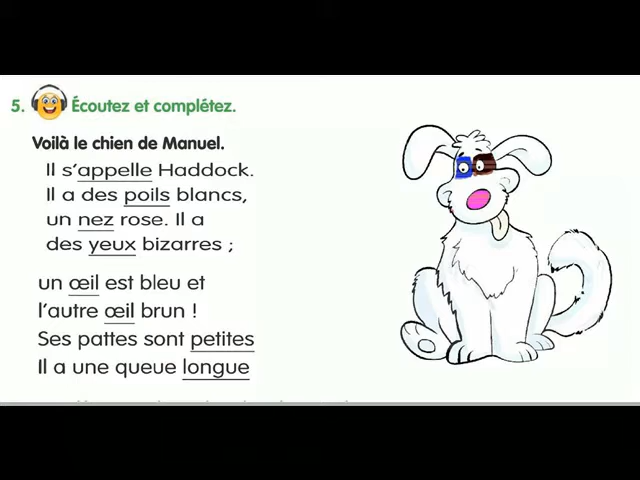 5. Écoutez et complétez.
Voilà le chien de Manuel.
Il s'appelle Haddock.
Il a des poils blancs,
un nez rose. Il a
des yeux bizarres ;
un œil est bleu et
l'autre œil brun !
Ses pattes sont petites
Il a une queue longue